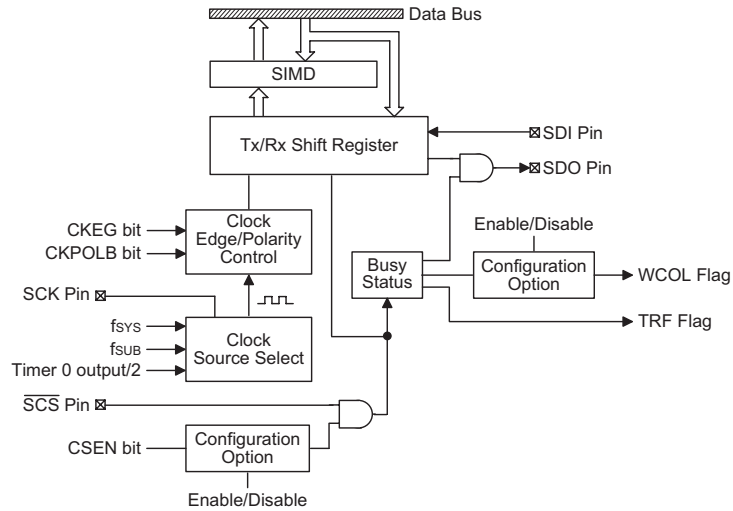 Data Bus
SIMD
Tx/Rx Shift Register
SDI Pin
SDO Pin
CKEG bit
CKPOLB bit
Clock
Edge/Polarity
Control
Enable/Disable
Busy
Status
Configuration
Option
WCOL Flag
TRF Flag
SCK Pin
fSYS
fSUB
Timer 0 output/2
Clock
Source Select
SCS Pin
CSEN bit
Configuration
Option
Enable/Disable